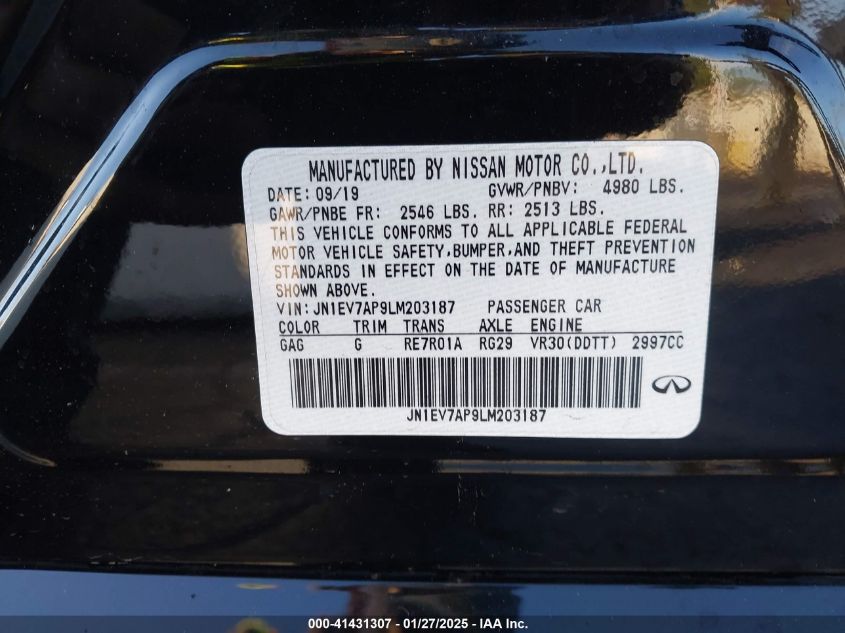 MANUFACTURED BY NISSAN MOTOR CO.,LTD.
DATE: 09/19 GVWR/PNBV: 4980 LBS.
GAWR/PNBE FR: 2546 LBS. RR: 2513 LBS.
THIS VEHICLE CONFORMS TO ALL APPLICABLE FEDERAL
MOTOR VEHICLE SAFETY,BUMPER,AND THEFT PREVENTION
STANDARDS IN EFFECT ON THE DATE OF MANUFACTURE
SHOWN ABOVE.
VIN: JN1EV7AP9LM203187 PASSENGER CAR
COLOR TRIM TRANS AXLE ENGINE
GAG G RE7R01A RG29 VR30(DDTT) 2997CC
JN1EV7AP9LM203187
000-41431307 - 01/27/2025 - IAA Inc.